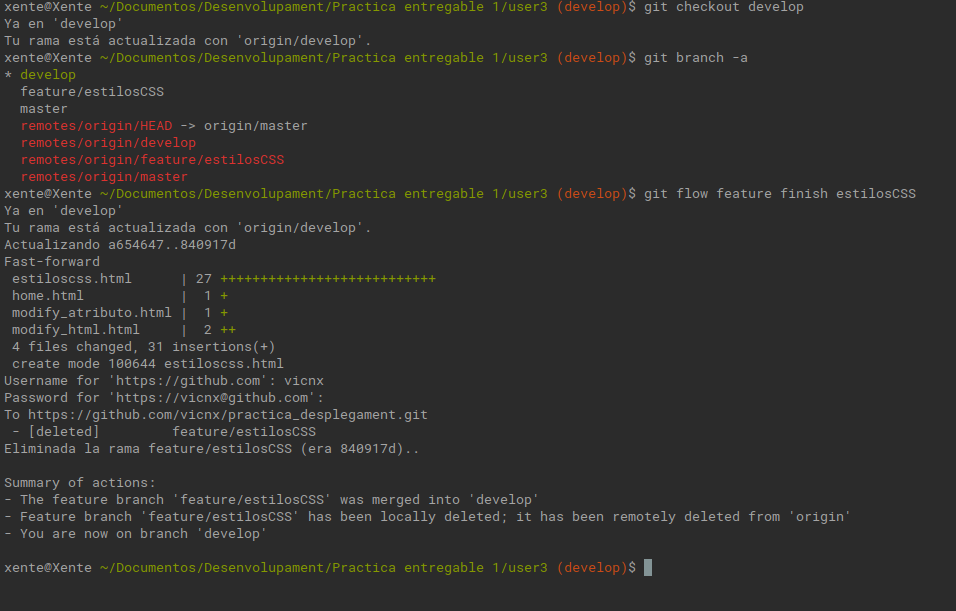 xente@Xente ~/Documentos/Desenvolupament/Practica entregable 1/user3 (develop)$ git checkout develop
Ya en 'develop'
Tu rama está actualizada con 'origin/develop'.
xente@Xente ~/Documentos/Desenvolupament/Practica entregable 1/user3 (develop)$ git branch -a
* develop
  feature/estilosCSS
  master
  remotes/origin/HEAD -> origin/master
  remotes/origin/develop
  remotes/origin/feature/estilosCSS
  remotes/origin/master
xente@Xente ~/Documentos/Desenvolupament/Practica entregable 1/user3 (develop)$ git flow feature finish estilosCSS
Ya en 'develop'
Tu rama está actualizada con 'origin/develop'.
Actualizando a654647..840917d
Fast-forward
 estiloscss.html      | 27 +++++++++++++++++++++++++++
 home.html            |  1 +
 modify_atributo.html |  1 +
 modify_html.html     |  2 ++
 4 files changed, 31 insertions(+)
 create mode 100644 estiloscss.html
Username for 'https://github.com': vicnx
Password for 'https://vicnx@github.com':
To https://github.com/vicnx/practica_desplegament.git
 - [deleted]         feature/estilosCSS
Eliminada la rama feature/estilosCSS (era 840917d)..

Summary of actions:
- The feature branch 'feature/estilosCSS' was merged into 'develop'
- Feature branch 'feature/estilosCSS' has been locally deleted; it has been remotely deleted from 'origin'
- You are now on branch 'develop'

xente@Xente ~/Documentos/Desenvolupament/Practica entregable 1/user3 (develop)$